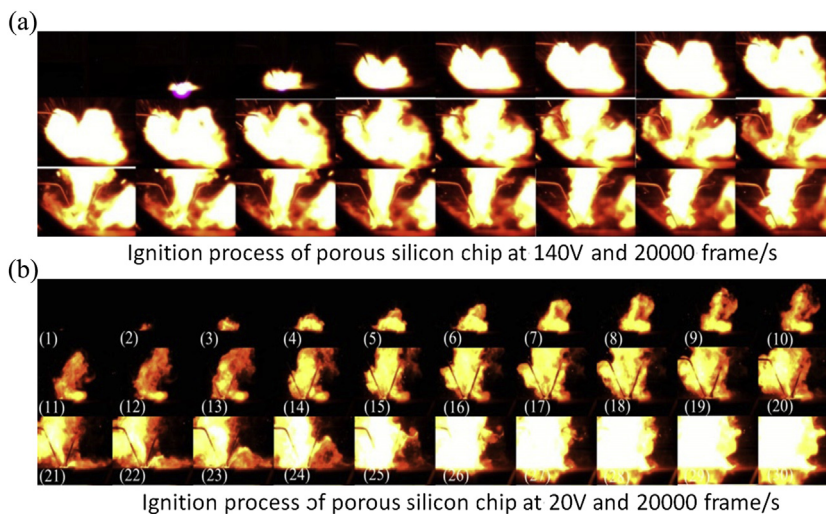 (a)
Ignition process of porous silicon chip at 140V and 20000 frame/s
(b)
(1) (2) (3) (4) (5) (6) (7) (8) (9) (10)
(11) (12) (13) (14) (15) (16) (17) (18) (19) (20)
(21) (22) (23) (24) (25) (26)
Ignition process of porous silicon chip at 20V and 20000 frame/s